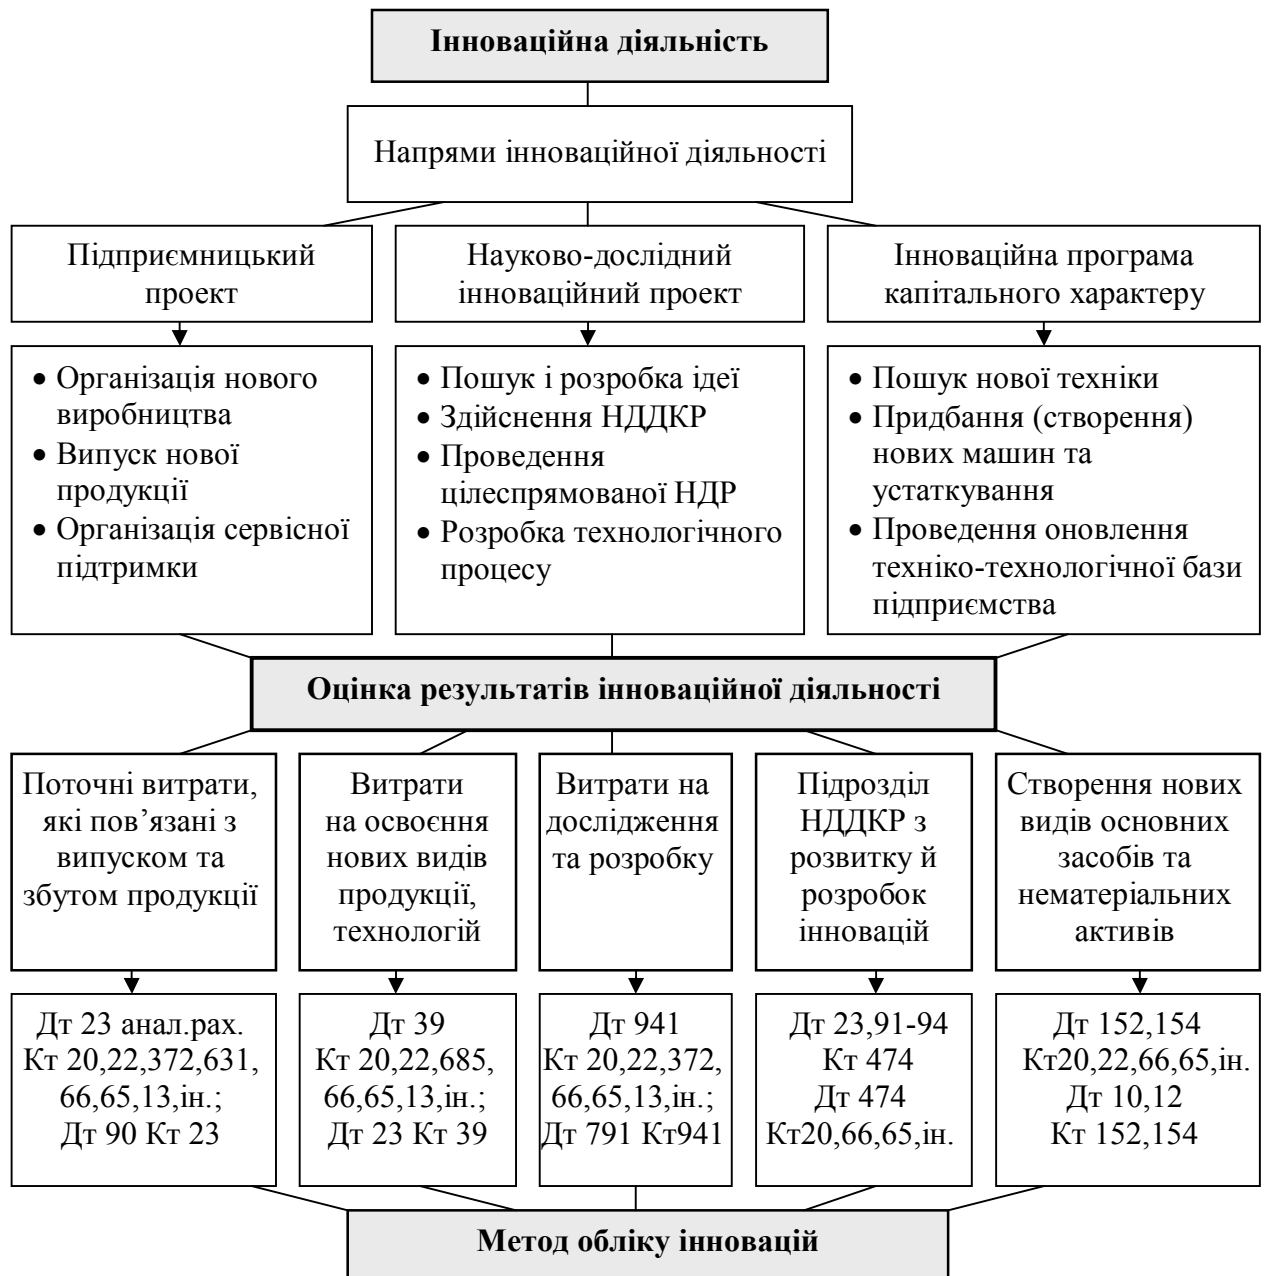 Інноваційна діяльність
Напрями інноваційної діяльності
Підприємницький
проект
Науково-дослідний
інноваційний проект
Інноваційна програма
капітального характеру
• Організація нового
виробництва
• Випуск нової
продукції
• Організація сервісної
підтримки
• Пошук і розробка ідеї
• Здійснення НДДКР
• Проведення
цілеспрямованої НДР
• Розробка технологічного
процесу
• Пошук нової техніки
• Придбання (створення)
нових машин та
устаткування
• Проведення оновлення
техніко-технологічної бази
підприємства
Оцінка результатів інноваційної діяльності
Поточні витрати,
які пов’язані з
випуском та
збутом продукції
Витрати
на освоєння
нових видів
продукції,
технологій
Витрати на
дослідження
та розробку
Підрозділ
НДДКР з
розвитку й
розробок
інновацій
Створення нових
видів основних
засобів та
нематеріальних
активів
Дт 23 анал.рах.
Кт 20,22,372,631,
66,65,13,ін.;
Дт 90 Кт 23
Дт 39
Кт 20,22,685,
66,65,13,ін.;
Дт 23 Кт 39
Дт 941
Кт 20,22,372,
66,65,13,ін.;
Дт 791 Кт941
Дт 23,91-94
Кт 474
Дт 474
Кт20,66,65,ін.
Дт 152,154
Кт20,22,66,65,ін.
Дт 10,12
Кт 152,154
Метод обліку інновацій